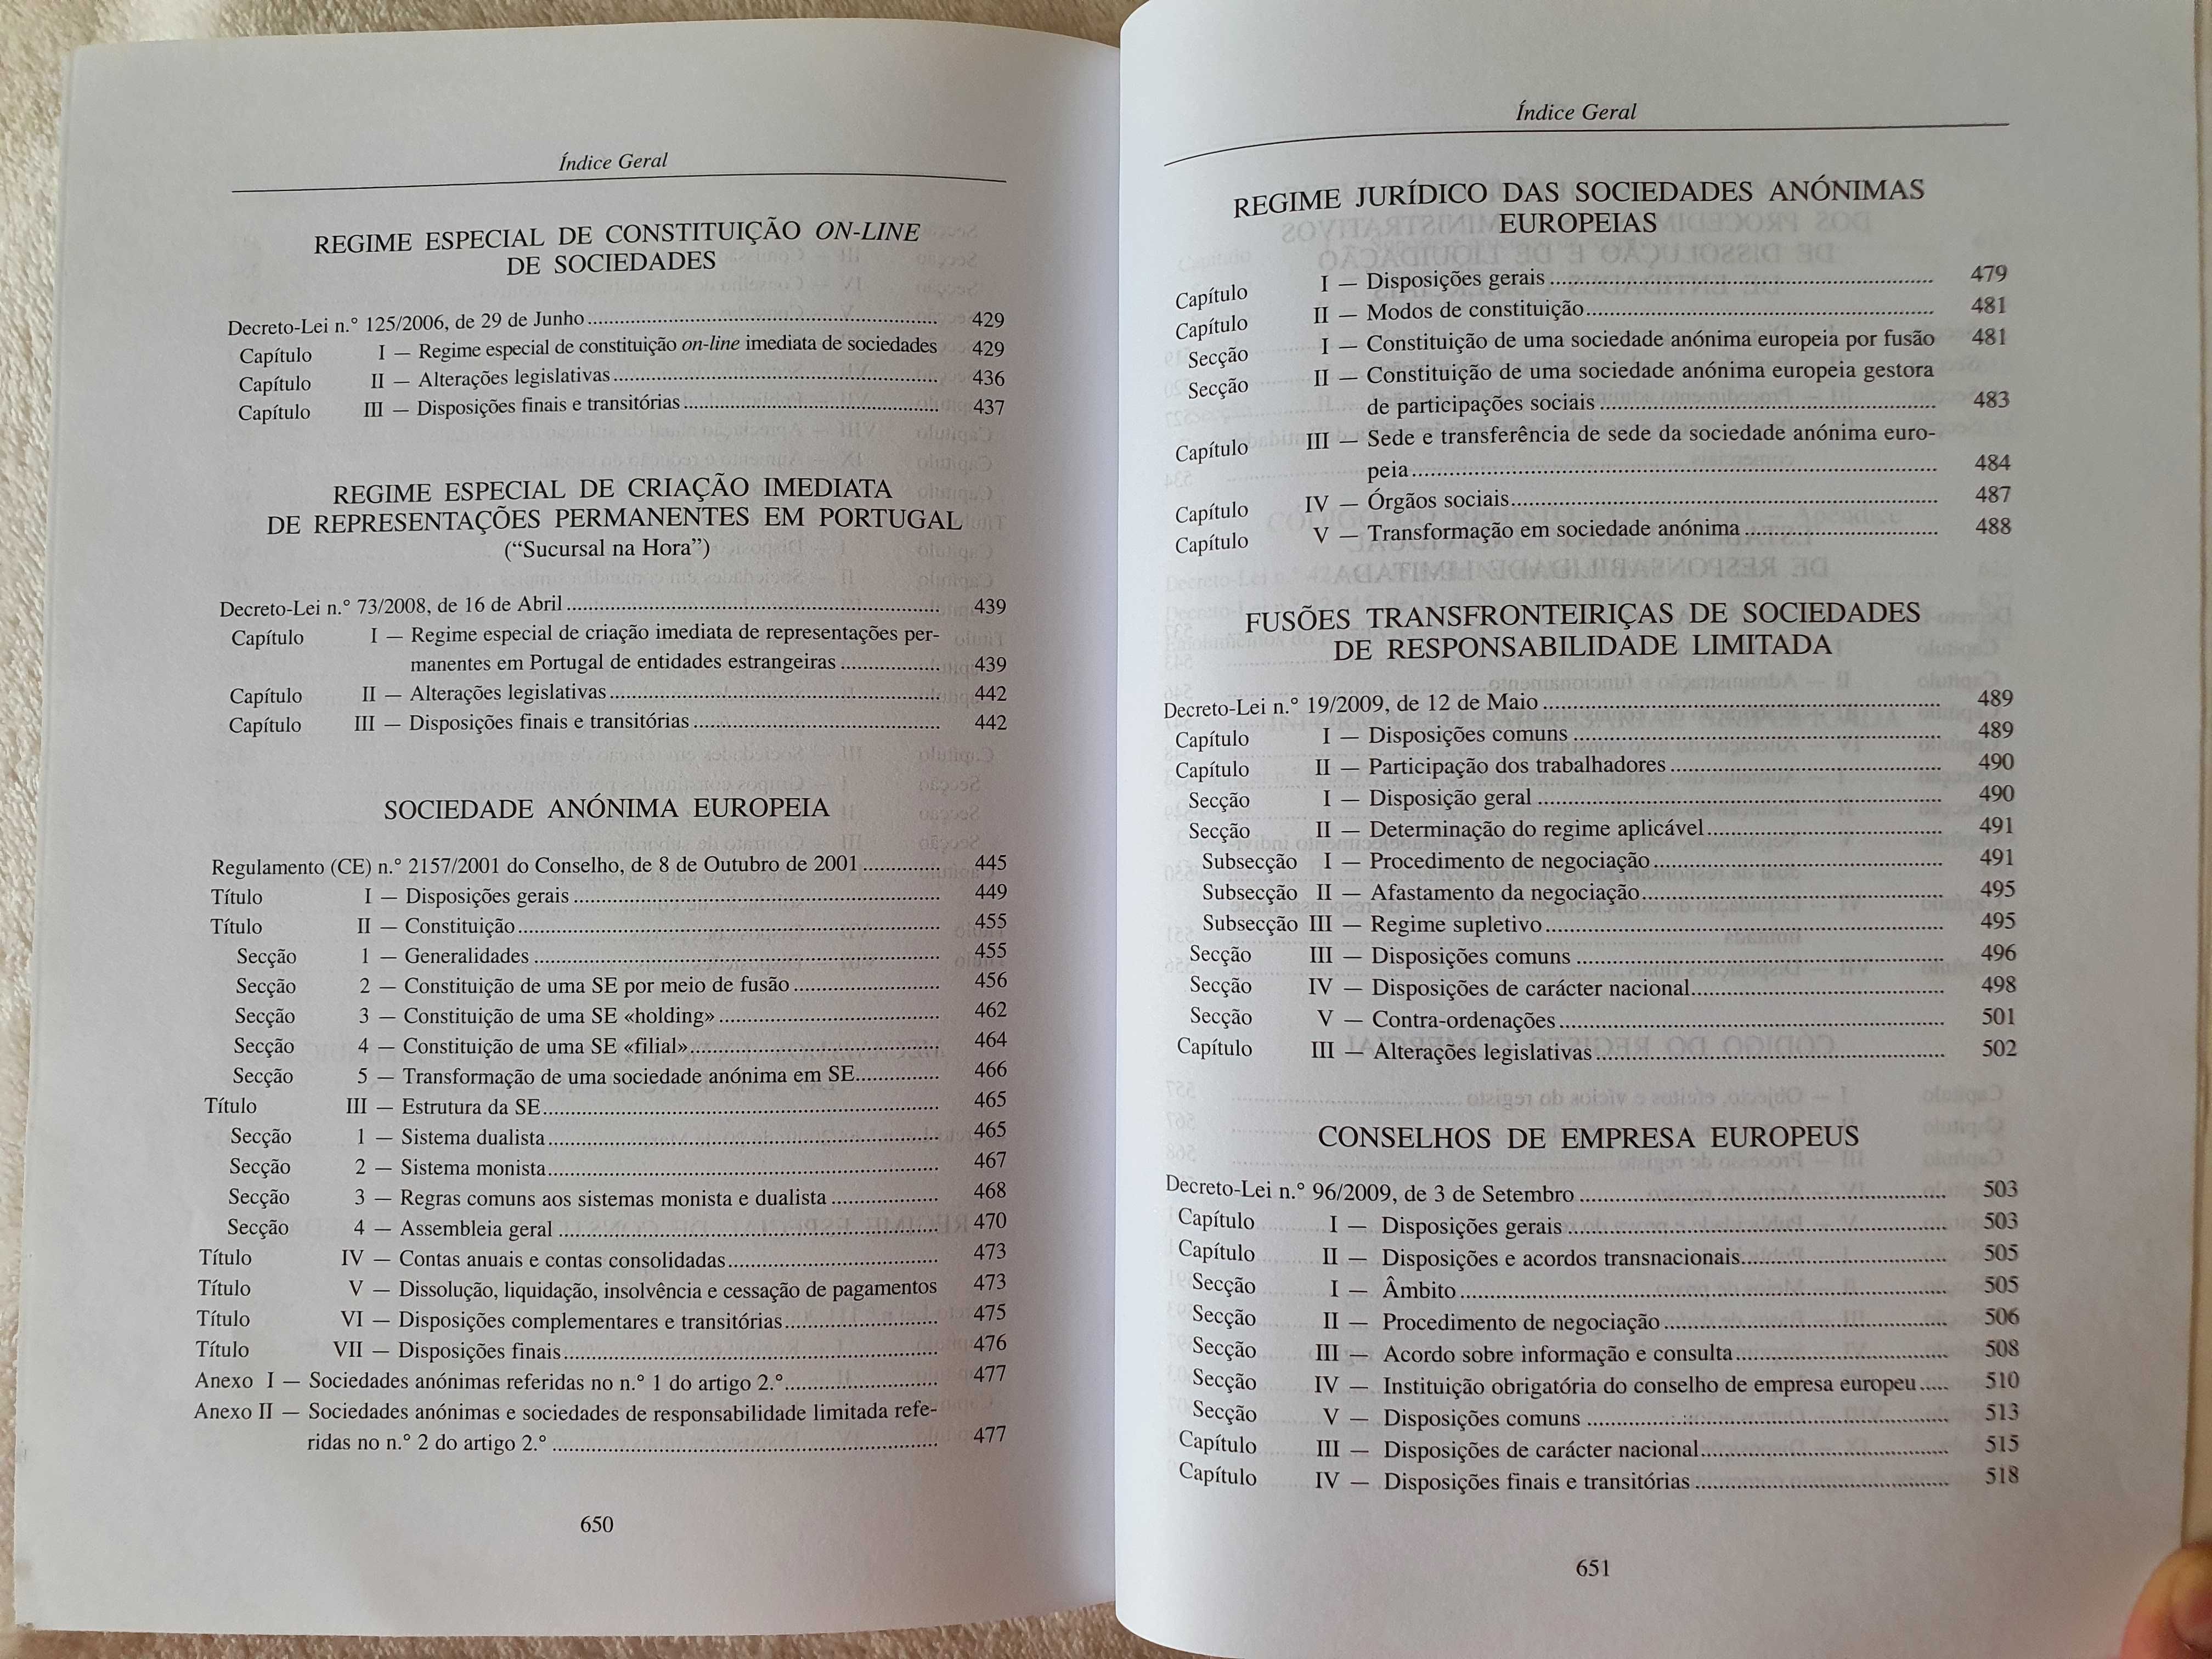 Índice Geral
REGIME ESPECIAL DE CONSTITUIÇÃO ON-LINE
DE SOCIEDADES
Decreto-Lei n.° 125/2006, de 29 de Junho ........ 429
Capítulo I — Regime especial de constituição on-line imediata de sociedades 429
Capítulo II — Alterações legislativas ........ 436
Capítulo III — Disposições finais e transitórias ........ 437
REGIME ESPECIAL DE CRIAÇÃO IMEDIATA
DE REPRESENTAÇÕES PERMANENTES EM PORTUGAL
(“Sucursal na Hora”)
Decreto-Lei n.° 73/2008, de 16 de Abril ........ 439
Capítulo I — Regime especial de criação imediata de representações per-
manentes em Portugal de entidades estrangeiras ........ 439
Capítulo II — Alterações legislativas ........ 442
Capítulo III — Disposições finais e transitórias ........ 442
SOCIEDADE ANÓNIMA EUROPEIA
Regulamento (CE) n.° 2157/2001 do Conselho, de 8 de Outubro de 2001 ........ 445
Título I — Disposições gerais ........ 449
Título II — Constituição ........ 455
Secção 1 — Generalidades ........ 455
Secção 2 — Constituição de uma SE por meio de fusão ........ 456
Secção 3 — Constituição de uma SE «holding» ........ 462
Secção 4 — Constituição de uma SE «filial» ........ 464
Secção 5 — Transformação de uma sociedade anónima em SE ........ 466
Título III — Estrutura da SE ........ 465
Secção 1 — Sistema dualista ........ 465
Secção 2 — Sistema monista ........ 467
Secção 3 — Regras comuns aos sistemas monista e dualista ........ 468
Secção 4 — Assembleia geral ........ 470
Título IV — Contas anuais e contas consolidadas ........ 473
Título V — Dissolução, liquidação, insolvência e cessação de pagamentos 473
Título VI — Disposições complementares e transitórias ........ 475
Título VII — Disposições finais ........ 476
Anexo I — Sociedades anónimas referidas no n.° 1 do artigo 2.° ........ 477
Anexo II — Sociedades anónimas e sociedades de responsabilidade limitada refe-
ridas no n.° 2 do artigo 2.° ........ 477
650
Índice Geral
REGIME JURÍDICO DAS SOCIEDADES ANÓNIMAS
EUROPEIAS
Capítulo I — Disposições gerais ........ 479
Capítulo II — Modos de constituição ........ 481
Secção I — Constituição de uma sociedade anónima europeia por fusão 481
Secção II — Constituição de uma sociedade anónima europeia gestora
de participações sociais ........ 483
Capítulo III — Sede e transferência de sede da sociedade anónima euro-
peia ........ 484
Capítulo IV — Órgãos sociais ........ 487
Capítulo V — Transformação em sociedade anónima ........ 488
FUSÕES TRANSFRONTEIRIÇAS DE SOCIEDADES
DE RESPONSABILIDADE LIMITADA
Decreto-Lei n.° 19/2009, de 12 de Maio ........ 489
Capítulo I — Disposições comuns ........ 489
Capítulo II — Participação dos trabalhadores ........ 490
Secção I — Disposição geral ........ 490
Secção II — Determinação do regime aplicável ........ 491
Subsecção I — Procedimento de negociação ........ 491
Subsecção II — Afastamento da negociação ........ 495
Subsecção III — Regime supletivo ........ 495
Secção III — Disposições comuns ........ 496
Secção IV — Disposições de carácter nacional ........ 498
Secção V — Contra-ordenações ........ 501
Capítulo III — Alterações legislativas ........ 502
CONSELHOS DE EMPRESA EUROPEUS
Decreto-Lei n.° 96/2009, de 3 de Setembro ........ 503
Capítulo I — Disposições gerais ........ 503
Capítulo II — Disposições e acordos transnacionais ........ 505
Secção I — Âmbito ........ 505
Secção II — Procedimento de negociação ........ 506
Secção III — Acordo sobre informação e consulta ........ 508
Secção IV — Instituição obrigatória do conselho de empresa europeu ..... 510
Secção V — Disposições comuns ........ 513
Capítulo III — Disposições de carácter nacional ........ 515
Capítulo IV — Disposições finais e transitórias ........ 518
651